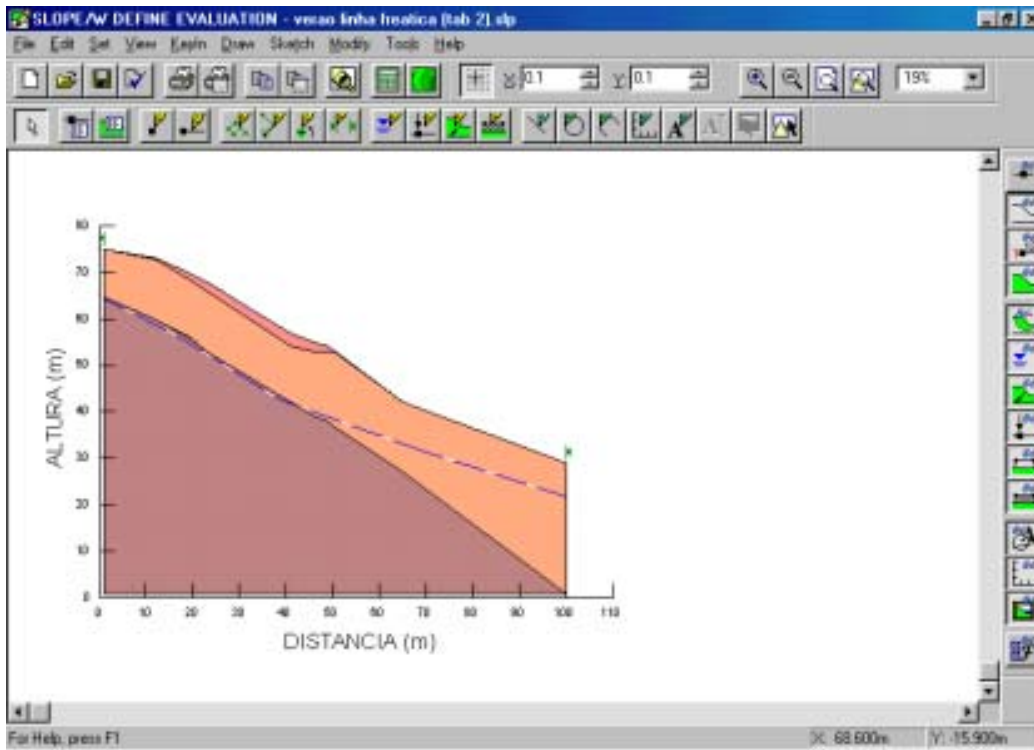 SLOPE/W DEFINE EVALUATION - verao linha freatica (tab 2).slp
File Edit Set View KeyIn Draw Sketch Modify Tools Help
X: 0.1 Y: 0.1 19%
80
70
60
50
40
30
20
10
0
ALTURA (m)
0 10 20 30 40 50 60 70 80 90 100 110
DISTANCIA (m)
For Help, press F1 X: 68.600m Y: -15.900m